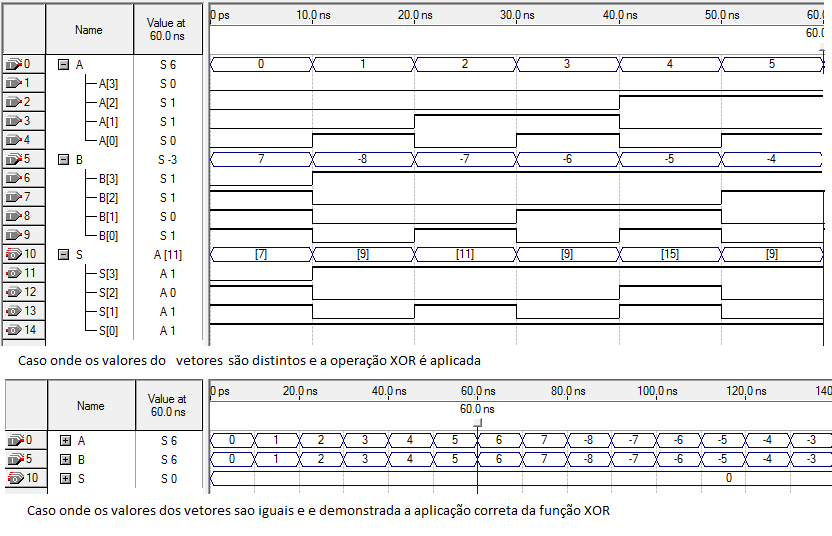 Name Value at 60.0 ns 0 ps 10.0 ns 20.0 ns 30.0 ns 40.0 ns 50.0 ns 60.0
60.0
0 A S 6 0 1 2 3 4 5
1 A[3] S 0
2 A[2] S 1
3 A[1] S 1
4 A[0] S 0
5 B S -3 7 -8 -7 -6 -5 -4
6 B[3] S 1
7 B[2] S 1
8 B[1] S 0
9 B[0] S 1
10 S A [11] [7] [9] [11] [9] [15] [9]
11 S[3] A 1
12 S[2] A 0
13 S[1] A 1
14 S[0] A 1
Caso onde os valores do vetores são distintos e a operação XOR é aplicada
Name Value at 60.0 ns 0 ps 20.0 ns 40.0 ns 60.0 ns 80.0 ns 100.0 ns 120.0 ns 140
60.0 ns
0 A S 6 0 1 2 3 4 5 6 7 -8 -7 -6 -5 -4 -3
5 B S 6 0 1 2 3 4 5 6 7 -8 -7 -6 -5 -4 -3
10 S S 0 0
Caso onde os valores dos vetores sao iguais e e demonstrada a aplicação correta da função XOR